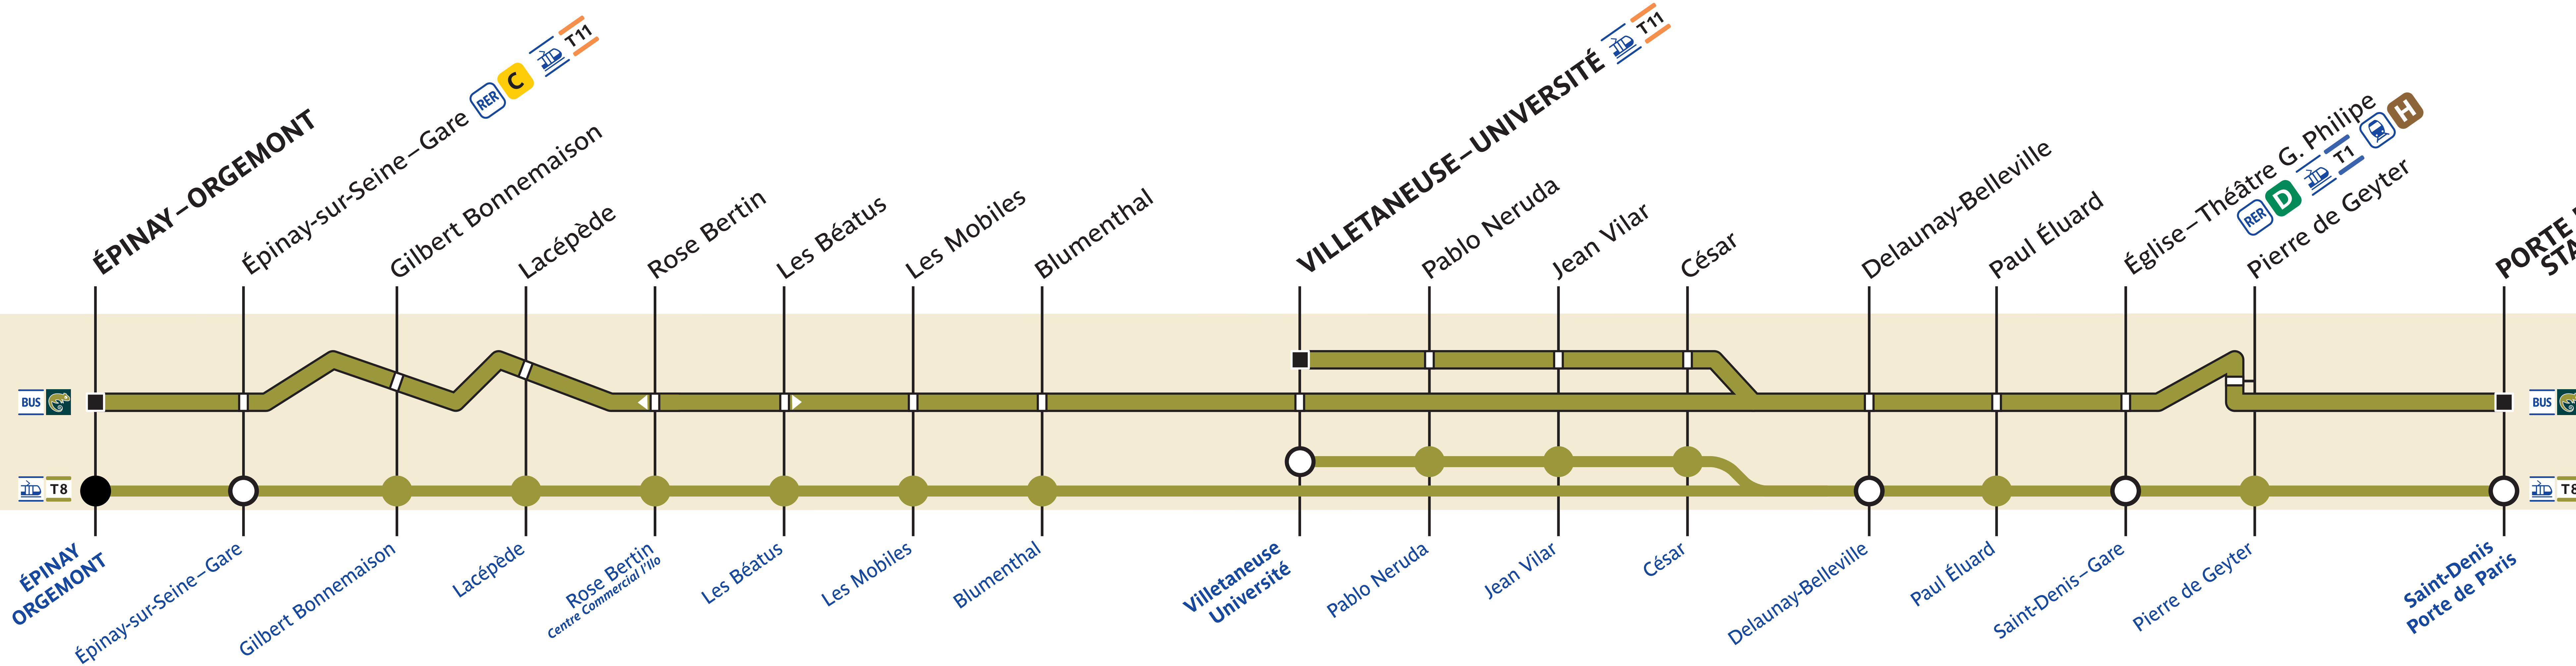 ÉPINAY–ORGEMONT
Épinay-sur-Seine–Gare RER C T11
Gilbert Bonnemaison
Lacépède
Rose Bertin
Les Béatus
Les Mobiles
Blumenthal
VILLETANEUSE–UNIVERSITÉ T11
Pablo Neruda
Jean Vilar
César
Delaunay-Belleville
Paul Éluard
Église–Théâtre G. Philipe
RER D T1 H
Pierre de Geyter
PORTE
STA
BUS
BUS
T8
T8
ÉPINAY
ORGEMONT
Épinay-sur-Seine–Gare
Gilbert Bonnemaison
Lacépède
Rose Bertin
Centre Commercial l'Ilo
Les Béatus
Les Mobiles
Blumenthal
Villetaneuse
Université
Pablo Neruda
Jean Vilar
César
Delaunay-Belleville
Paul Éluard
Saint-Denis–Gare
Pierre de Geyter
Saint-Denis
Porte de Paris